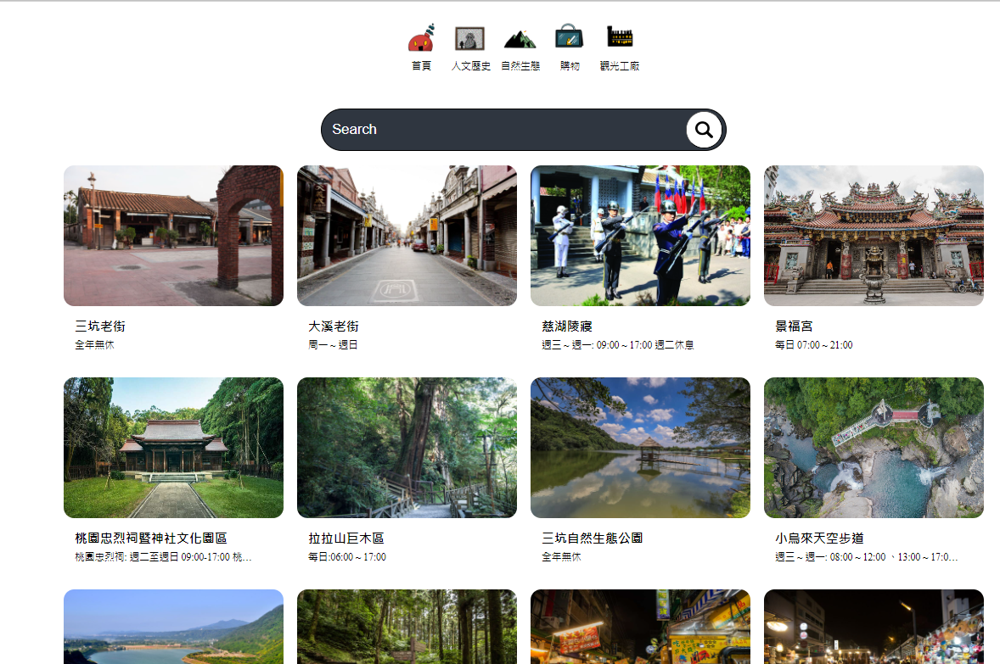 首頁
人文歷史
自然生態
購物
觀光工廠
Search
三坑老街
全年無休
大溪老街
周一 ~ 週日
慈湖陵寢
週三 ~ 週一: 09:00 ~ 17:00 週二休息
景福宮
每日 07:00 ~ 21:00
桃園忠烈祠暨神社文化園區
桃園忠烈祠: 週二至週日 09:00-17:00 桃...
拉拉山巨木區
每日:06:00 ~ 17:00
三坑自然生態公園
全年無休
小烏來天空步道
週三 ~ 週一: 08:00 ~ 12:00 、13:00 ~ 17:0...